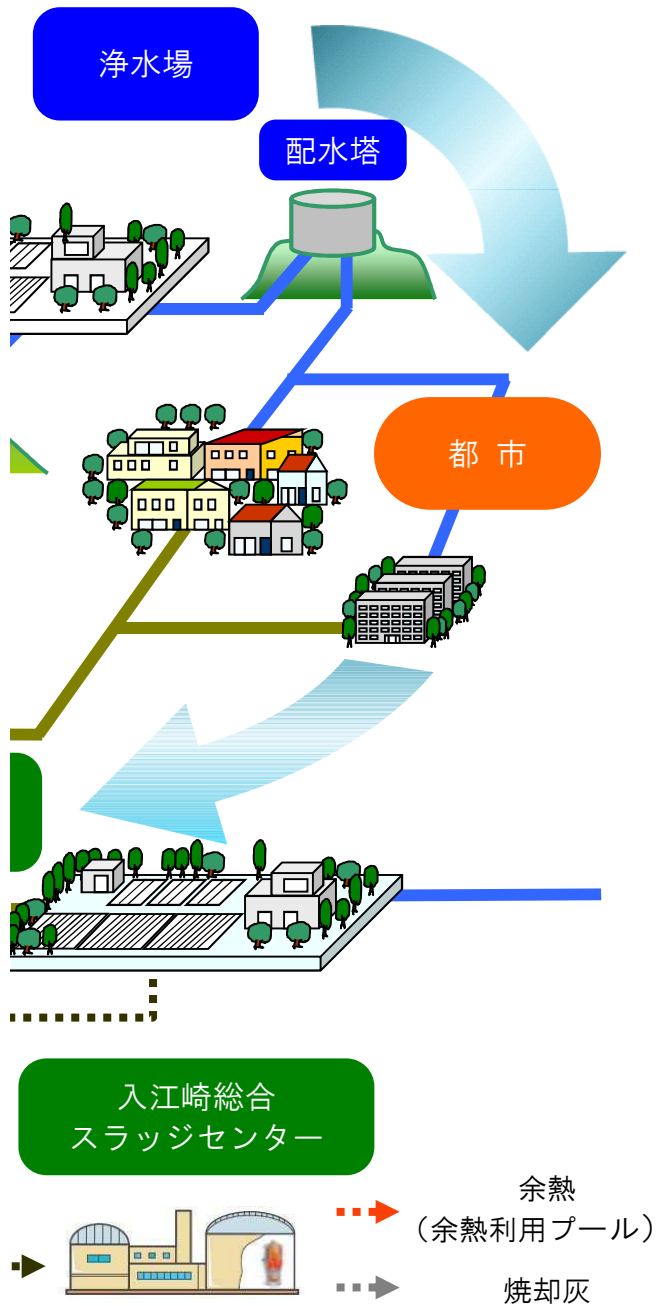 浄水場
配水塔
都 市
入江崎総合
スラッジセンター
余熱
（余熱利用プール）
焼却灰